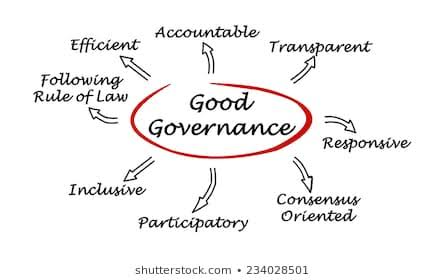 Accountable
Efficient
Transparent
Following
Rule of Law
Good
Governance
Responsive
Inclusive
Consensus
Oriented
Participatory
shutterstock.com • 234028501